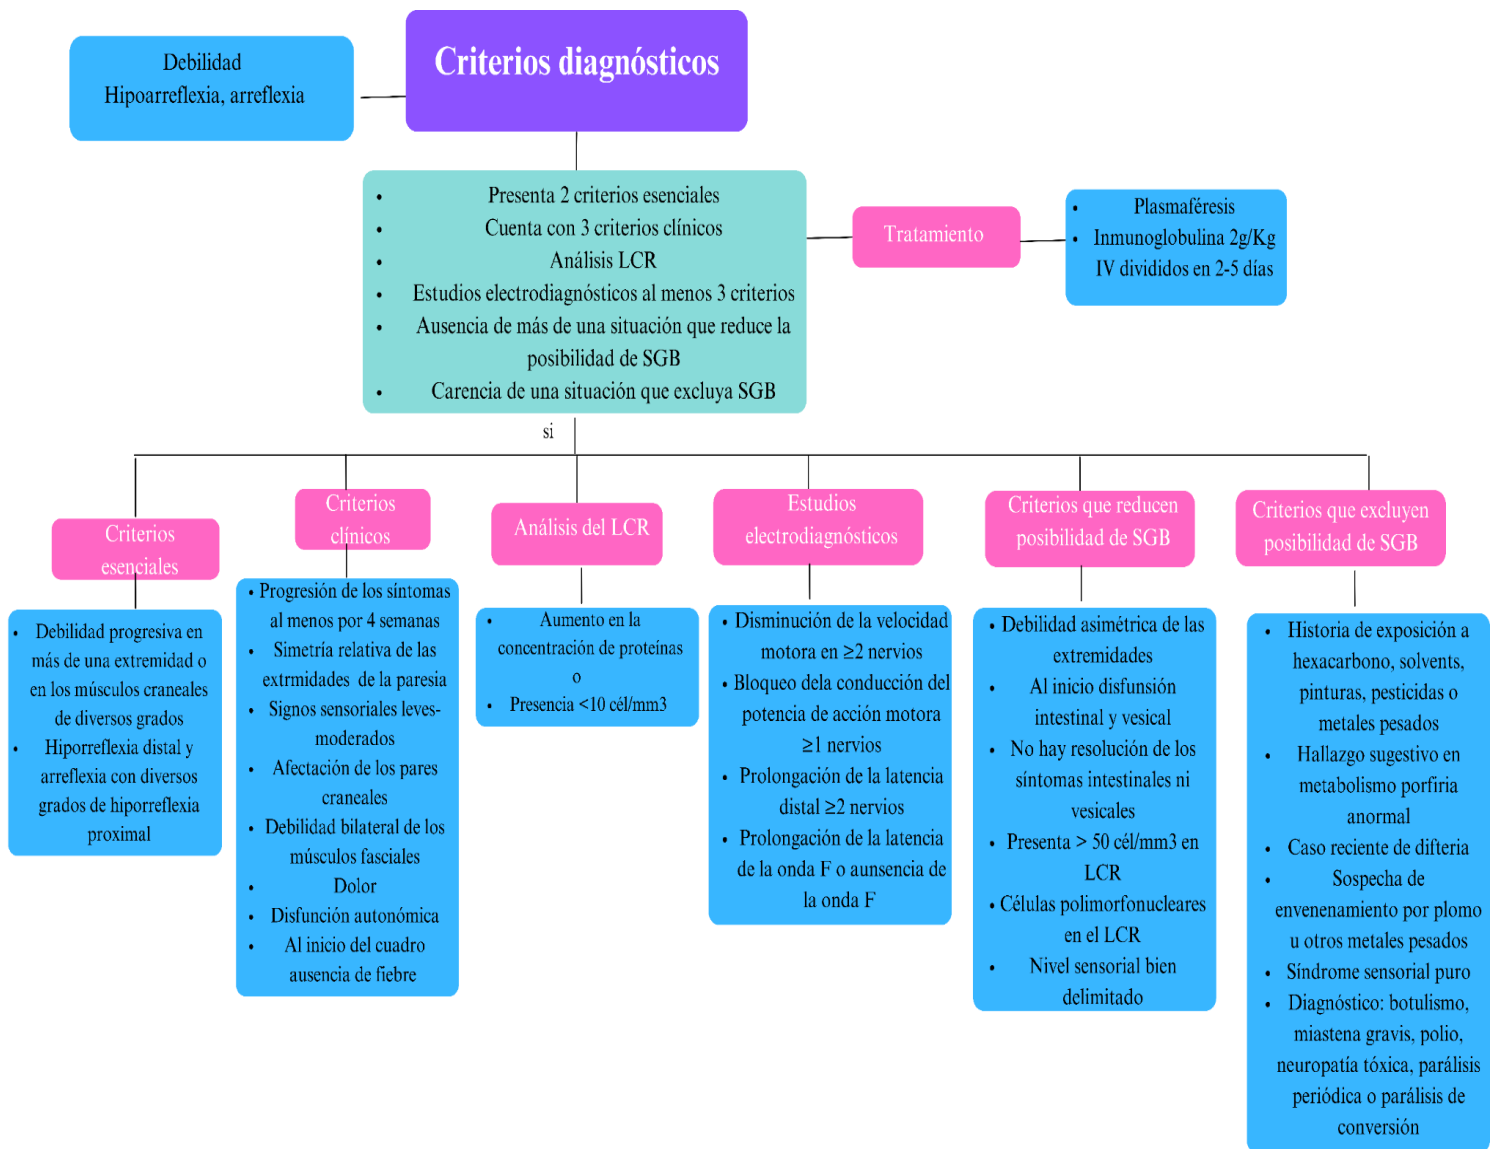 Criterios diagnósticos
Debilidad
Hipoarreflexia, arreflexia
• Presenta 2 criterios esenciales
• Cuenta con 3 criterios clínicos
• Análisis LCR
• Estudios electrodiagnósticos al menos 3 criterios
• Ausencia de más de una situación que reduce la
posibilidad de SGB
• Carencia de una situación que excluya SGB
Tratamiento
• Plasmaféresis
• Inmunoglobulina 2g/Kg
IV divididos en 2-5 días
si
Criterios
esenciales
• Debilidad progresiva en
más de una extremidad o
en los músculos craneales
de diversos grados
• Hiporreflexia distal y
arreflexia con diversos
grados de hiporreflexia
proximal
Criterios
clínicos
• Progresión de los síntomas
al menos por 4 semanas
• Simetría relativa de las
extrmidades de la paresia
• Signos sensoriales leves-
moderados
• Afectación de los pares
craneales
• Debilidad bilateral de los
músculos fasciales
• Dolor
• Disfunción autonómica
• Al inicio del cuadro
ausencia de fiebre
Análisis del LCR
• Aumento en la
concentración de proteínas
o
• Presencia <10 cél/mm3
Estudios
electrodiagnósticos
• Disminución de la velocidad
motora en ≥2 nervios
• Bloqueo dela conducción del
potencia de acción motora
≥1 nervios
• Prolongación de la latencia
distal ≥2 nervios
• Prolongación de la latencia
de la onda F o aunsencia de
la onda F
Criterios que reducen
posibilidad de SGB
• Debilidad asimétrica de las
extremidades
• Al inicio disfunsión
intestinal y vesical
• No hay resolución de los
síntomas intestinales ni
vesicales
• Presenta > 50 cél/mm3 en
LCR
• Células polimorfonucleares
en el LCR
• Nivel sensorial bien
delimitado
Criterios que excluyen
posibilidad de SGB
• Historia de exposición a
hexacarbono, solvents,
pinturas, pesticidas o
metales pesados
• Hallazgo sugestivo en
metabolismo porfiria
anormal
• Caso reciente de difteria
• Sospecha de
envenenamiento por plomo
u otros metales pesados
• Síndrome sensorial puro
• Diagnóstico: botulismo,
miastena gravis, polio,
neuropatía tóxica, parálisis
periódica o parálisis de
conversión